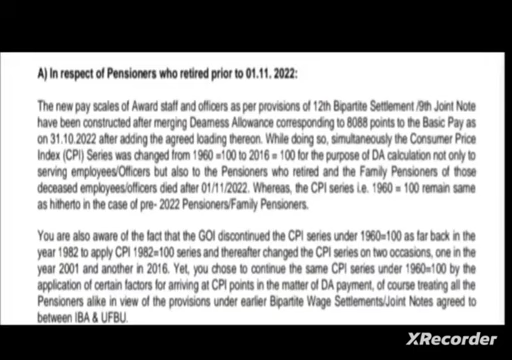 A) In respect of Pensioners who retired prior to 01.11. 2022:
The new pay scales of Award staff and officers as per provisions of 12th Bipartite Settlement /9th Joint Note
have been constructed after merging Dearness Allowance corresponding to 8088 points to the Basic Pay as
on 31.10.2022 after adding the agreed loading thereon. While doing so, simultaneously the Consumer Price
Index (CPI) Series was changed from 1960 =100 to 2016 = 100 for the purpose of DA calculation not only to
serving employees/Officers but also to the Pensioners who retired and the Family Pensioners of those
deceased employees/officers died after 01/11/2022. Whereas, the CPI series i.e. 1960 = 100 remain same
as hitherto in the case of pre- 2022 Pensioners/Family Pensioners.
You are also aware of the fact that the GOI discontinued the CPI series under 1960=100 as far back in the
year 1982 to apply CPI 1982=100 series and thereafter changed the CPI series on two occasions, one in the
year 2001 and another in 2016. Yet, you chose to continue the same CPI series under 1960=100 by the
application of certain factors for arriving at CPI points in the matter of DA payment, of course treating all
the Pensioners alike in view of the provisions under earlier Bipartite Wage Settlements/Joint Notes agreed to
between IBA & UFBU.
XRecorder